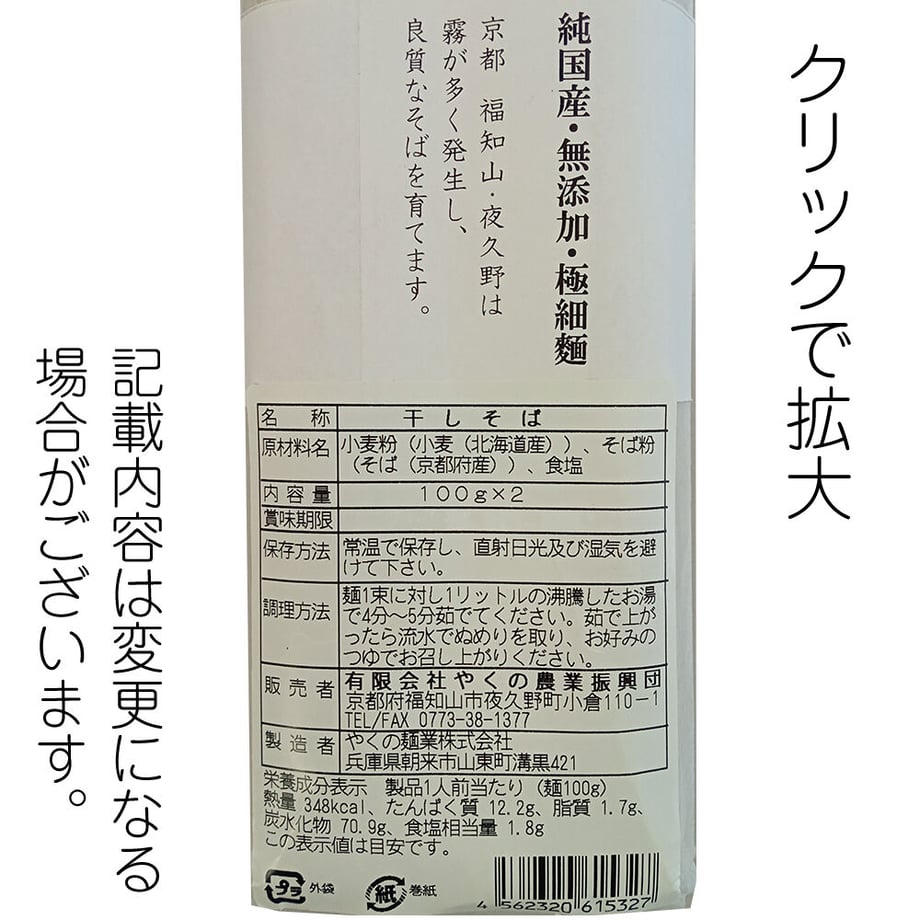 クリックで拡大
純国産・無添加・極細麺
京都 福知山・夜久野は
霧が多く発生し、
良質なそばを育てます。
名称 干しそば
原材料名 小麦粉（小麦（北海道産））、そば粉
（そば（京都府産））、食塩
内容量 100g×2
賞味期限
保存方法 常温で保存し、直射日光及び湿気を避
けて下さい。
調理方法 麺1束に対し1リットルの沸騰したお湯
で4分～5分茹でてください。茹で上が
ったら流水でぬめりを取り、お好みの
つゆでお召し上がりください。
販売者 有限会社やくの農業振興団
京都府福知山市夜久野町小倉110－1
TEL/FAX 0773-38-1377
製造者 やくの麺業株式会社
兵庫県朝来市山東町溝黒421
栄養成分表示 製品1人前当たり（麺100g）
熱量 348kcal、たんぱく質 12.2g、脂質 1.7g、
炭水化物 70.9g、食塩相当量 1.8g
この表示値は目安です。
プラ 外袋
紙 巻紙
4 562320 615327
記載内容は変更になる
場合がございます。